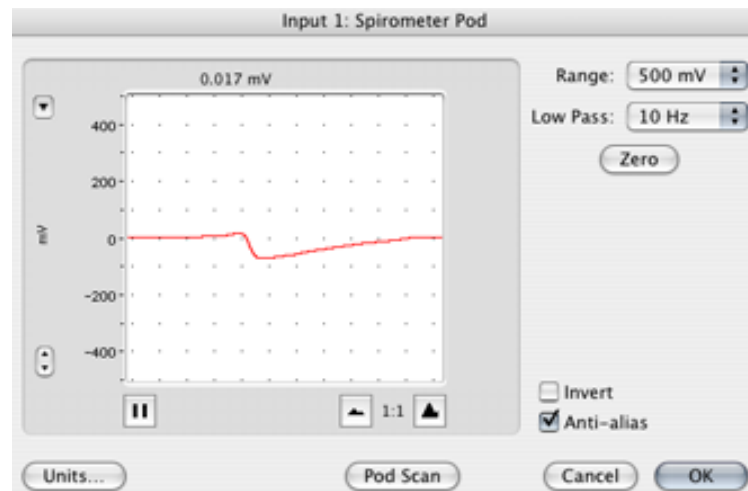 Input 1: Spirometer Pod
0.017 mV
Range: 500 mV
Low Pass: 10 Hz
Zero
mV
400
200
0
-200
-400
1:1
Invert
Anti-alias
Units...
Pod Scan
Cancel
OK